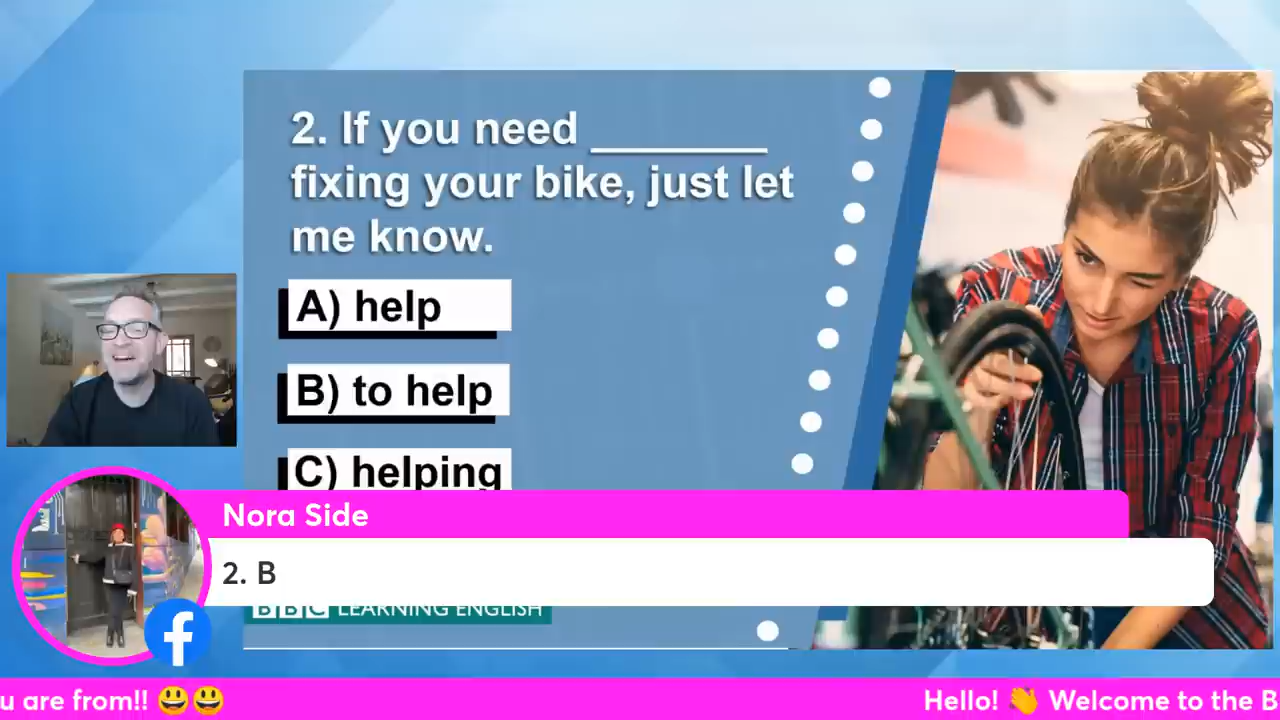 2. If you need ________
fixing your bike, just let
me know.
A) help
B) to help
C) helping
Nora Side
2. B
BBC LEARNING ENGLISH
u are from!! 😃😃
Hello! 👋 Welcome to the B